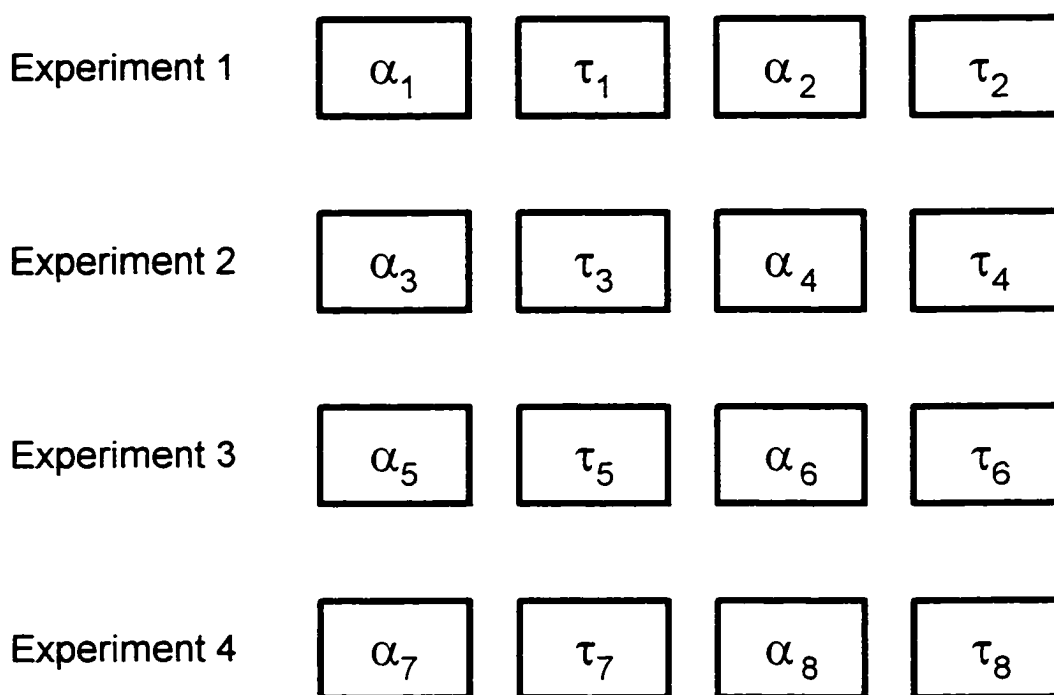 Experiment 1 α₁ τ₁ α₂ τ₂
Experiment 2 α₃ τ₃ α₄ τ₄
Experiment 3 α₅ τ₅ α₆ τ₆
Experiment 4 α₇ τ₇ α₈ τ₈